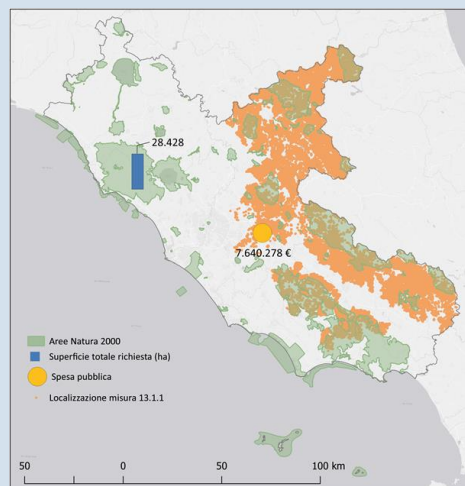 28.428
7.640.278 €
Aree Natura 2000
Superficie totale richiesta (ha)
Spesa pubblica
Localizzazione misura 13.1.1
50 0 50 100 km